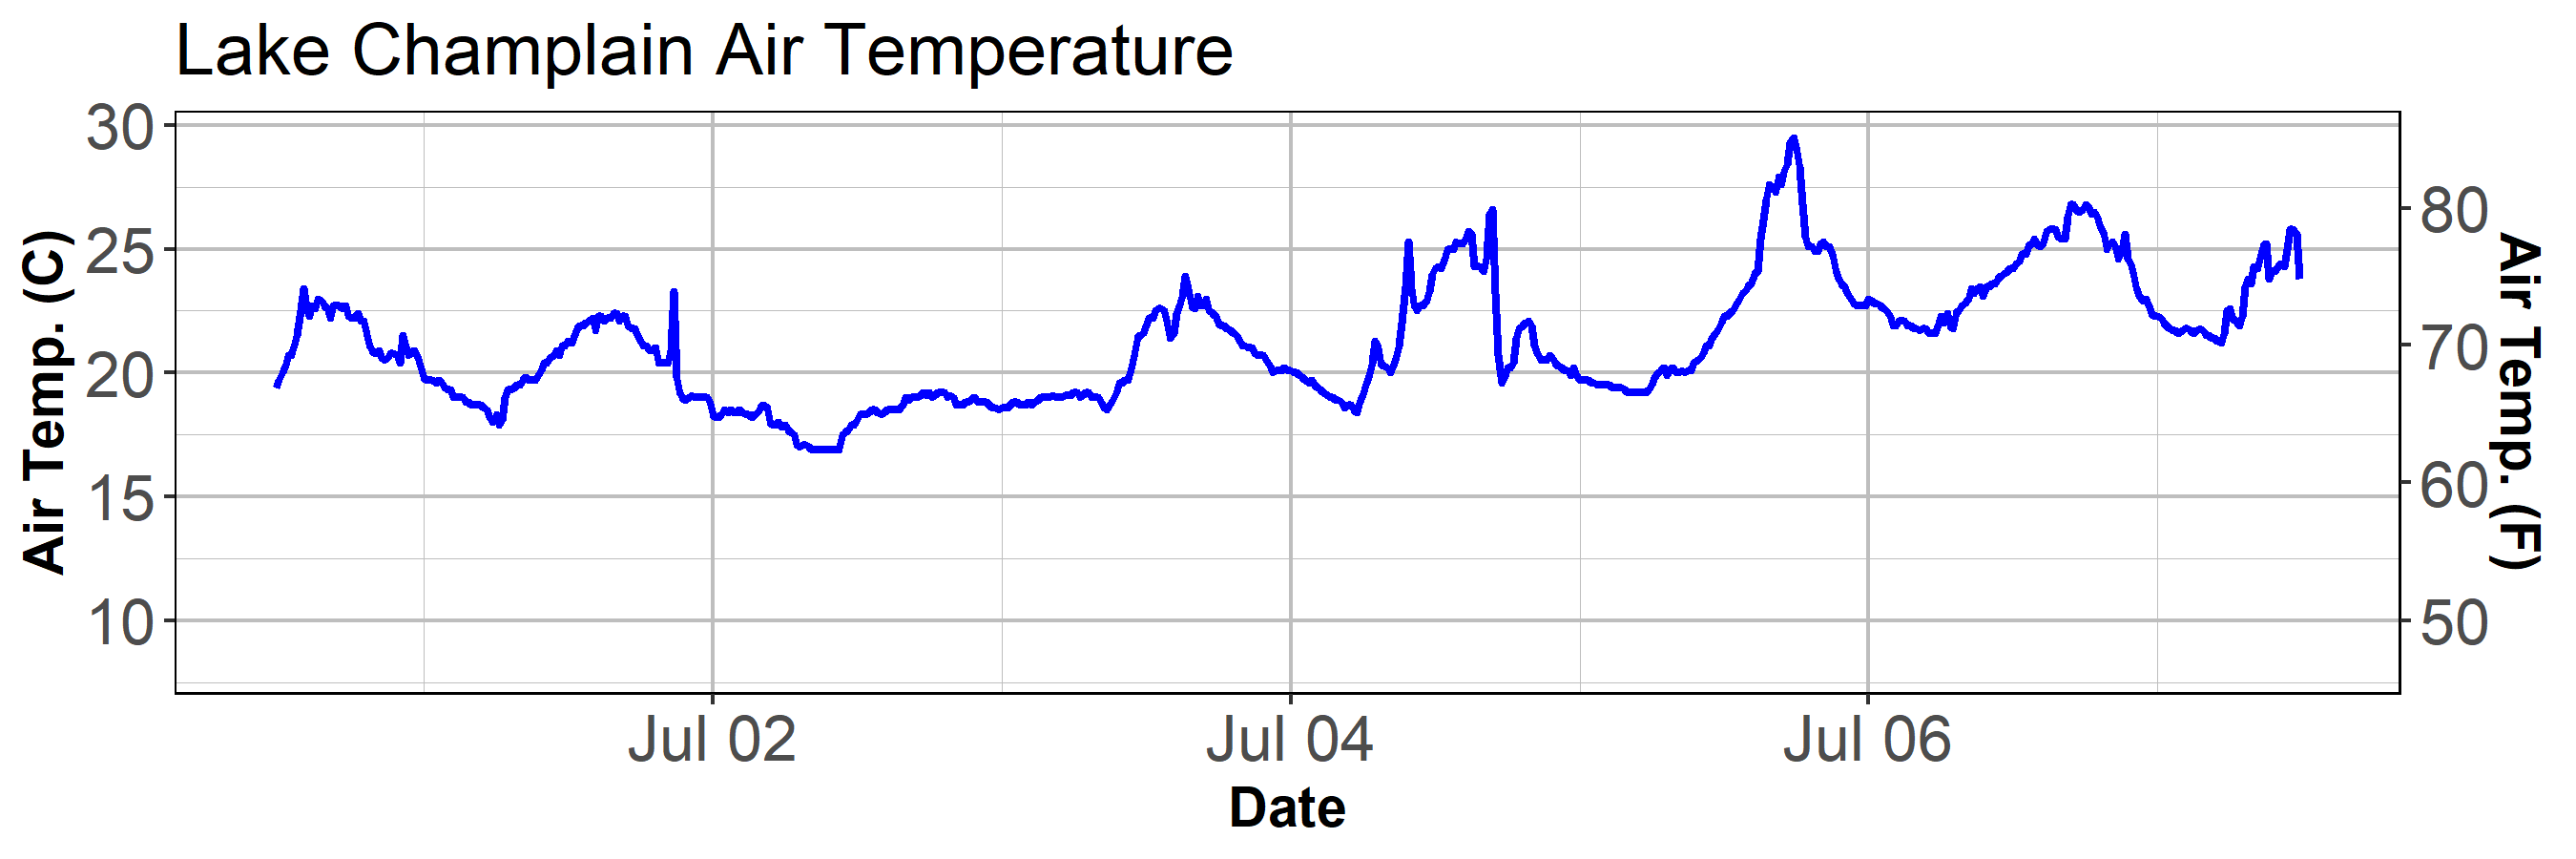 Lake Champlain Air Temperature
Air Temp. (C)
30
25
20
15
10
80
70
60
50
Air Temp. (F)
Jul 02 Jul 04 Jul 06
Date